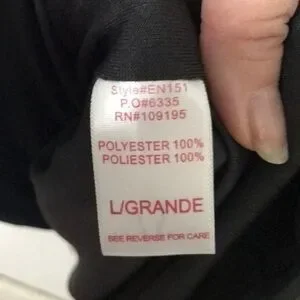 Style#EN151
P.O#6335
RN#109195
POLYESTER 100%
POLIESTER 100%
L/GRANDE
SEE REVERSE FOR CARE